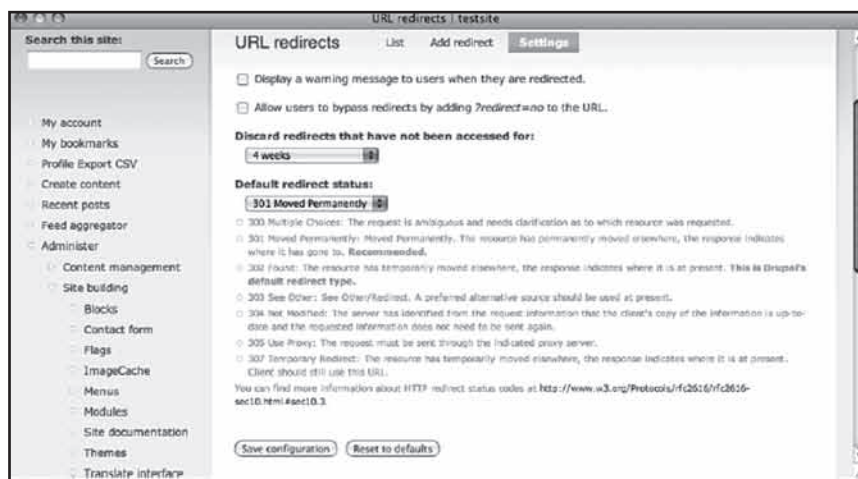 URL redirects | testsite
Search this site:
Search
My account
My bookmarks
Profile Export CSV
Create content
Recent posts
Feed aggregator
Administer
Content management
Site building
Blocks
Contact form
Flags
ImageCache
Menus
Modules
Site documentation
Themes
Translate interface
URL redirects
List Add redirect Settings
Display a warning message to users when they are redirected.
Allow users to bypass redirects by adding ?redirect=no to the URL.
Discard redirects that have not been accessed for:
4 weeks
Default redirect status:
301 Moved Permanently
300 Multiple Choices: The request is ambiguous and needs clarification as to which resource was requested.
301 Moved Permanently: Moved Permanently. The resource has permanently moved elsewhere, the response indicates
where it has gone to. Recommended.
302 Found: The resource has temporarily moved elsewhere, the response indicates where it is at present. This is Drupal's
default redirect type.
303 See Other: See Other/Redirect. A preferred alternative source should be used at present.
304 Not Modified: The server has identified from the request information that the client's copy of the information is up-to-
date and the requested information does not need to be sent again.
305 Use Proxy: The request must be sent through the indicated proxy server.
307 Temporary Redirect: The resource has temporarily moved elsewhere, the response indicates where it is at present.
Client should still use this URL.
You can find more information about HTTP redirect status codes at http://www.w3.org/Protocols/rfc2616/rfc2616-
sec10.html#sec10.3.
Save configuration Reset to defaults